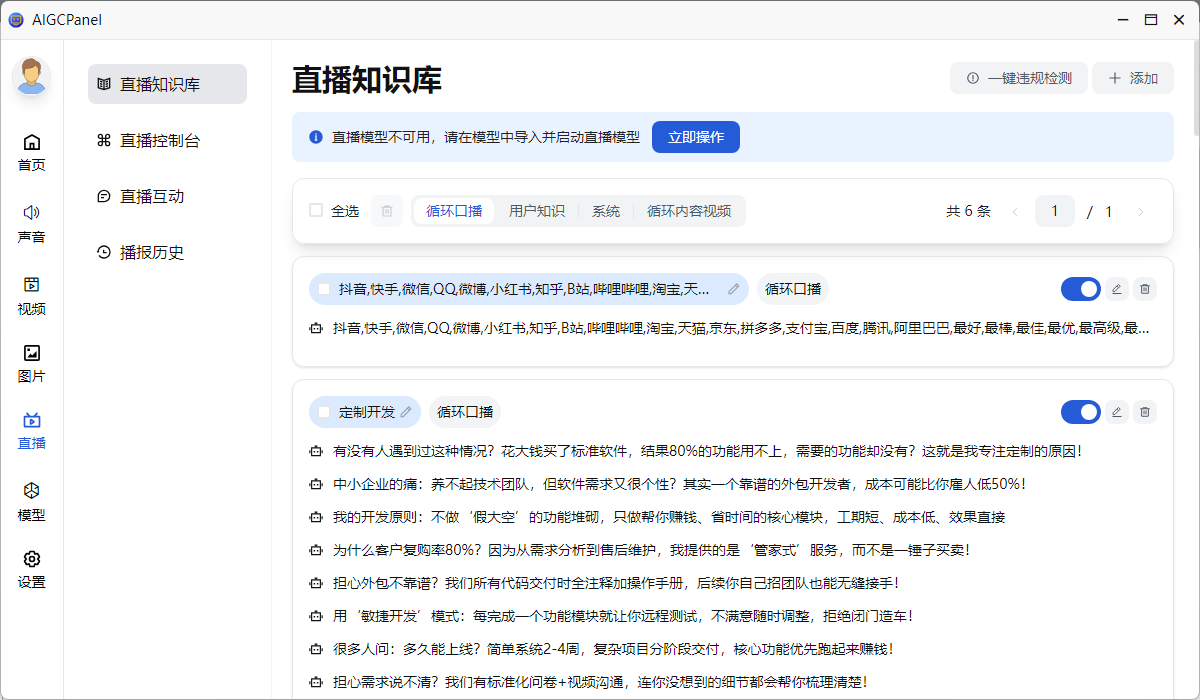 AIGCPanel
首页
声音
视频
图片
直播
模型
设置
直播知识库
直播控制台
直播互动
播报历史
直播知识库
一键违规检测
添加
直播模型不可用，请在模型中导入并启动直播模型 立即操作
全选 循环口播 用户知识 系统 循环内容视频 共 6 条 1 / 1
抖音,快手,微信,QQ,微博,小红书,知乎,B站,哔哩哔哩,淘宝,天... 循环口播
抖音,快手,微信,QQ,微博,小红书,知乎,B站,哔哩哔哩,淘宝,天猫,京东,拼多多,支付宝,百度,腾讯,阿里巴巴,最好,最棒,最佳,最优,最高级,最...
定制开发 循环口播
有没有人遇到过这种情况？花大钱买了标准软件，结果80%的功能用不上，需要的功能却没有？这就是我专注定制的原因！
中小企业的痛：养不起技术团队，但软件需求又很个性？其实一个靠谱的外包开发者，成本可能比你雇人低50%！
我的开发原则：不做‘假大空’的功能堆砌，只做帮你赚钱、省时间的核心模块，工期短、成本低、效果直接
为什么客户复购率80%？因为从需求分析到售后维护，我提供的是‘管家式’服务，而不是一锤子买卖！
担心外包不靠谱？我们所有代码交付时全注释加操作手册，后续你自己招团队也能无缝接手！
用‘敏捷开发’模式：每完成一个功能模块就让你远程测试，不满意随时调整，拒绝闭门造车！
很多人问：多久能上线？简单系统2-4周，复杂项目分阶段交付，核心功能优先跑起来赚钱！
担心需求说不清？我们有标准化问卷+视频沟通，连你没想到的细节都会帮你梳理清楚！